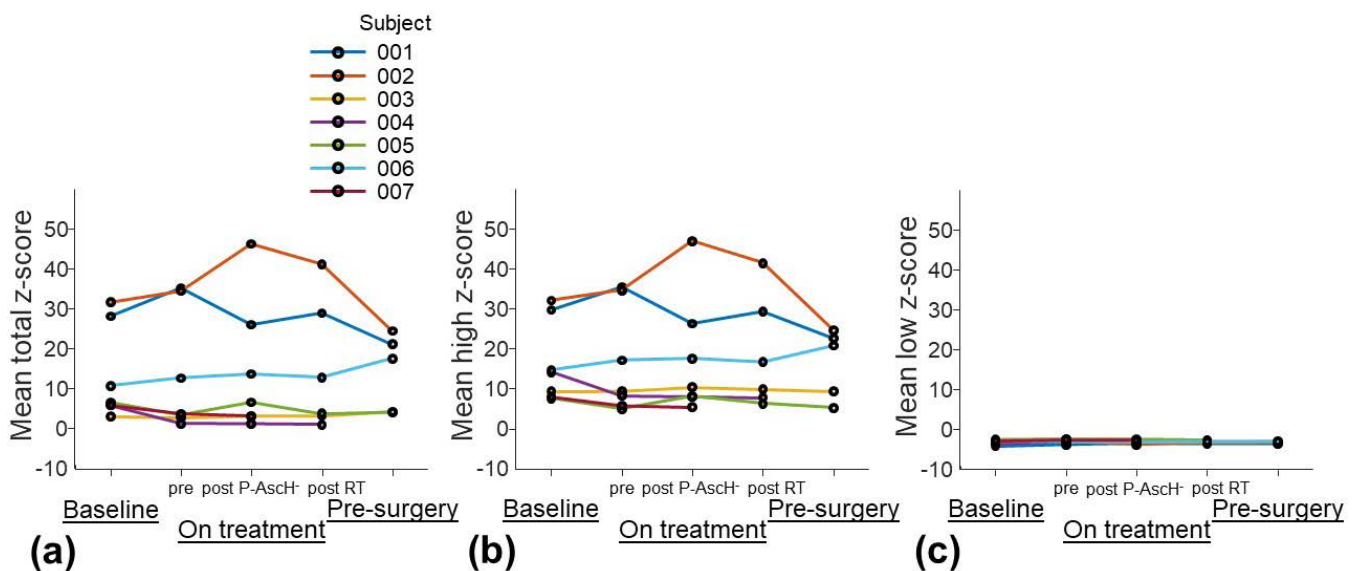 Subject
001
002
003
004
005
006
007
Mean total z-score
50
40
30
20
10
0
-10
pre post P-AscH- post RT
Baseline Pre-surgery
On treatment
(a)
Mean high z-score
50
40
30
20
10
0
-10
pre post P-AscH- post RT
Baseline Pre-surgery
On treatment
(b)
Mean low z-score
50
40
30
20
10
0
-10
pre post P-AscH- post RT
Baseline Pre-surgery
On treatment
(c)